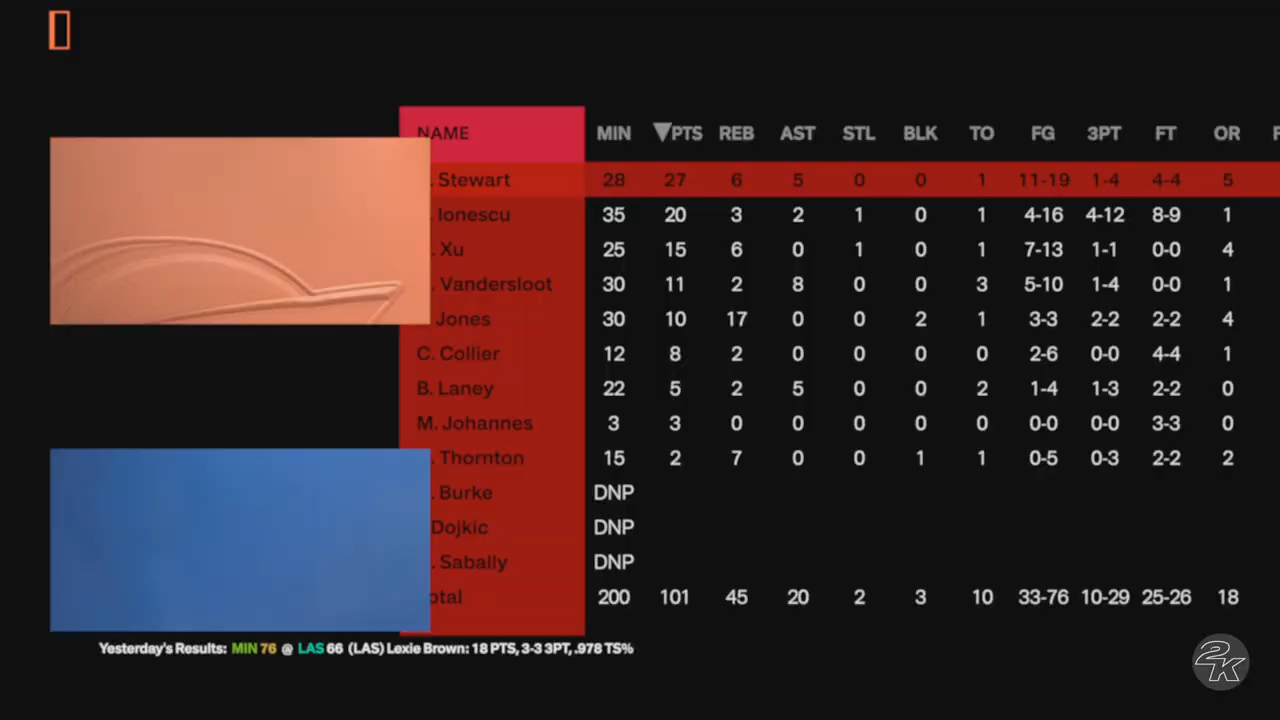 NAME MIN ▼PTS REB AST STL BLK TO FG 3PT FT OR
. Stewart 28 27 6 5 0 0 1 11-19 1-4 4-4 5
. Ionescu 35 20 3 2 1 0 1 4-16 4-12 8-9 1
. Xu 25 15 6 0 1 0 1 7-13 1-1 0-0 4
. Vandersloot 30 11 2 8 0 0 3 5-10 1-4 0-0 1
Jones 30 10 17 0 0 2 1 3-3 2-2 2-2 4
C. Collier 12 8 2 0 0 0 0 2-6 0-0 4-4 1
B. Laney 22 5 2 5 0 0 2 1-4 1-3 2-2 0
M. Johannes 3 3 0 0 0 0 0 0-0 0-0 3-3 0
. Thornton 15 2 7 0 0 1 1 0-5 0-3 2-2 2
. Burke DNP
Dojkic DNP
. Sabally DNP
otal 200 101 45 20 2 3 10 33-76 10-29 25-26 18
Yesterday's Results: MIN 76 @ LAS 66 (LAS) Lexie Brown: 18 PTS, 3-3 3PT, .978 TS%
2K